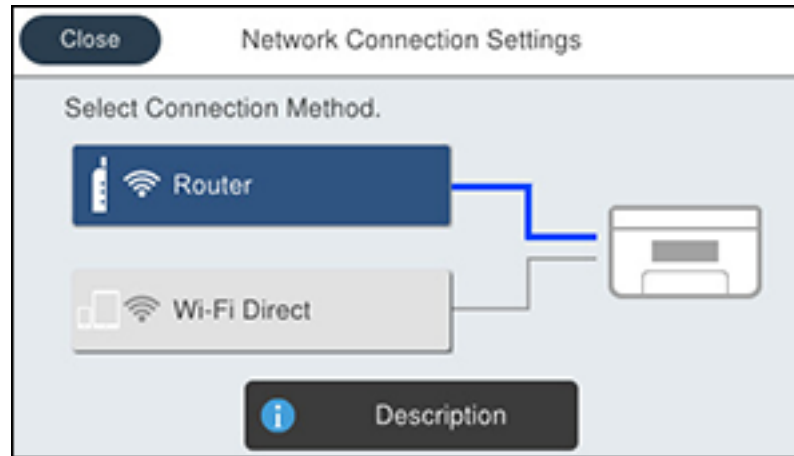 Close
Network Connection Settings
Select Connection Method.
Router
Wi-Fi Direct
Description